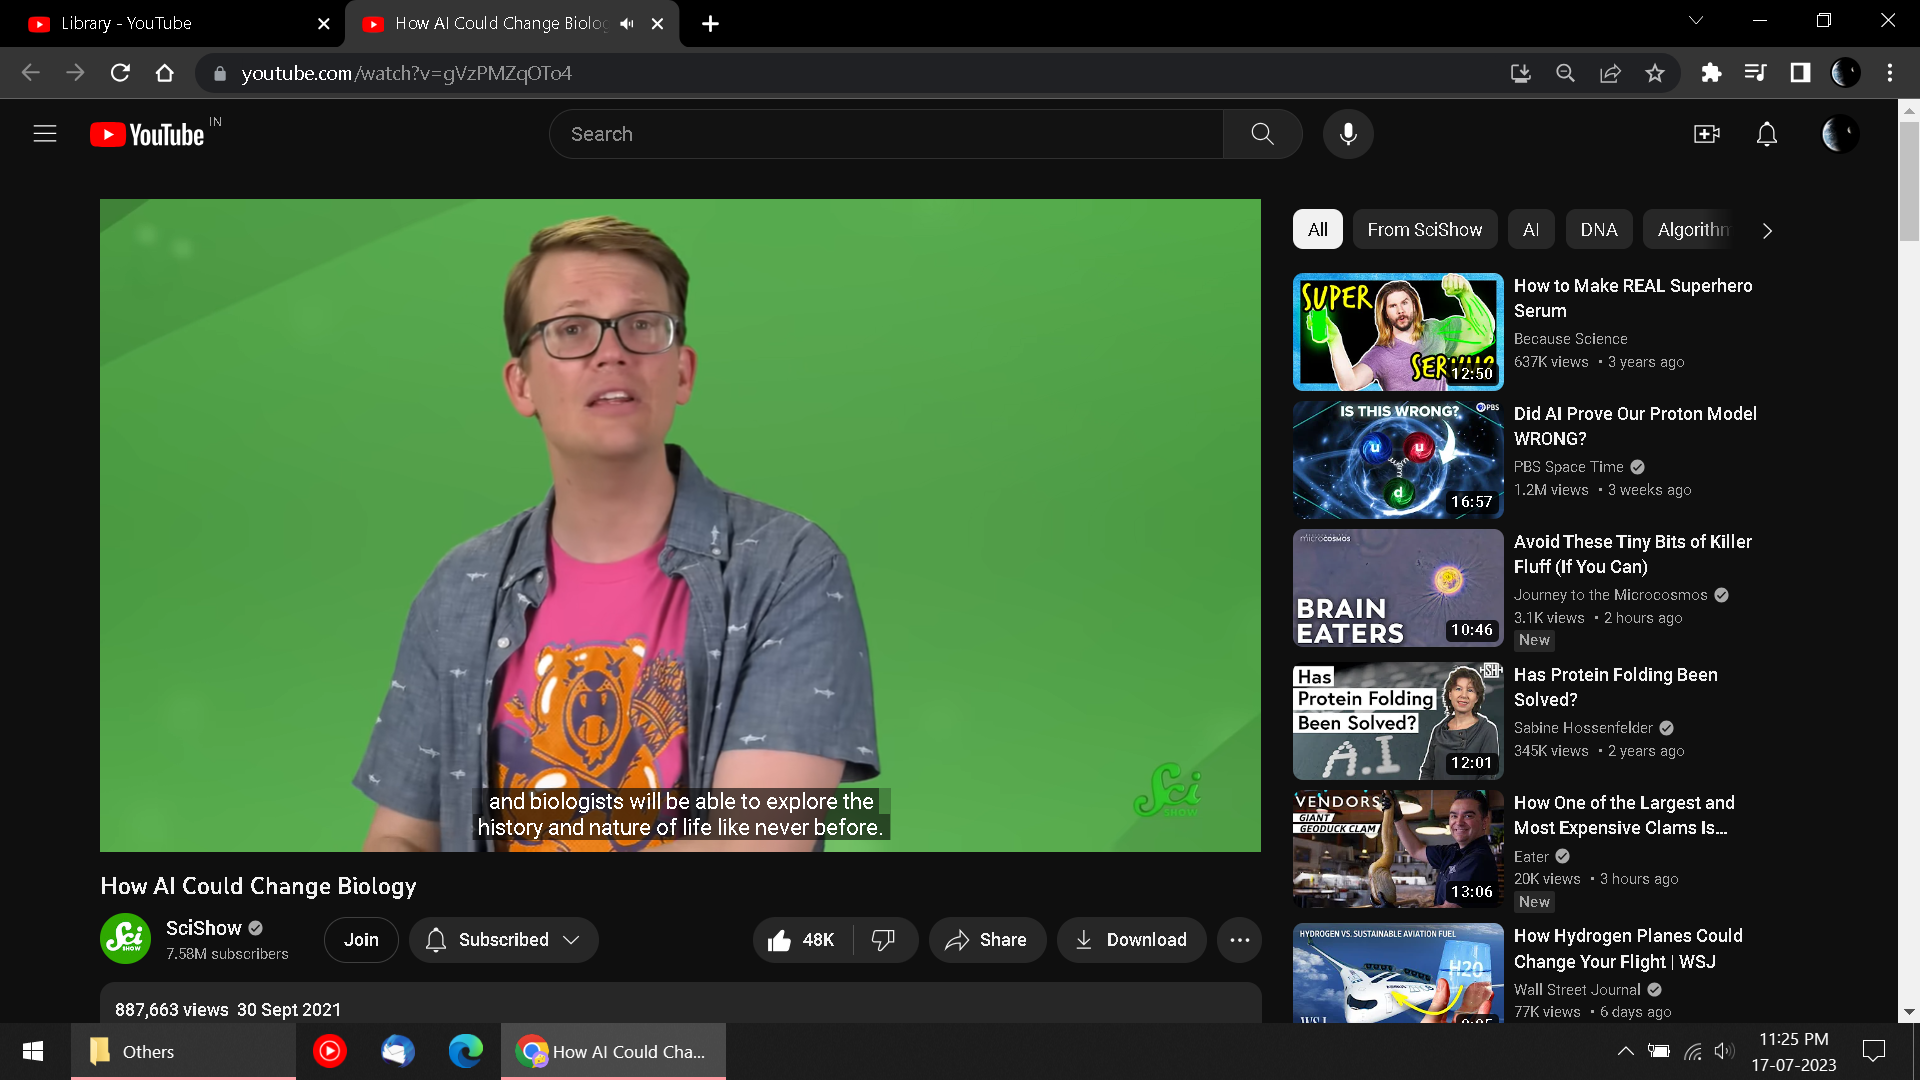 Library - YouTube
How AI Could Change Biolog
youtube.com/watch?v=gVzPMZqOTo4
YouTube IN
Search
and biologists will be able to explore the
history and nature of life like never before.
Sci
SHOW
How AI Could Change Biology
Sci
SHOW
SciShow
7.58M subscribers
Join
Subscribed
48K
Share
Download
887,663 views 30 Sept 2021
All
From SciShow
AI
DNA
Algorithm
SUPER
12:50
How to Make REAL Superhero
Serum
Because Science
637K views • 3 years ago
IS THIS WRONG?
PBS
u
u
d
16:57
Did AI Prove Our Proton Model
WRONG?
PBS Space Time
1.2M views • 3 weeks ago
microcosmos
BRAIN
EATERS
10:46
Avoid These Tiny Bits of Killer
Fluff (If You Can)
Journey to the Microcosmos
3.1K views • 2 hours ago
New
Has
Protein Folding
Been Solved?
A.I
12:01
Has Protein Folding Been
Solved?
Sabine Hossenfelder
345K views • 2 years ago
VENDORS
GIANT
GEODUCK CLAM
13:06
How One of the Largest and
Most Expensive Clams Is...
Eater
20K views • 3 hours ago
New
HYDROGEN VS. SUSTAINABLE AVIATION FUEL
H2O
WSJ
How Hydrogen Planes Could
Change Your Flight | WSJ
Wall Street Journal
77K views • 6 days ago
Others
How AI Could Cha...
11:25 PM
17-07-2023